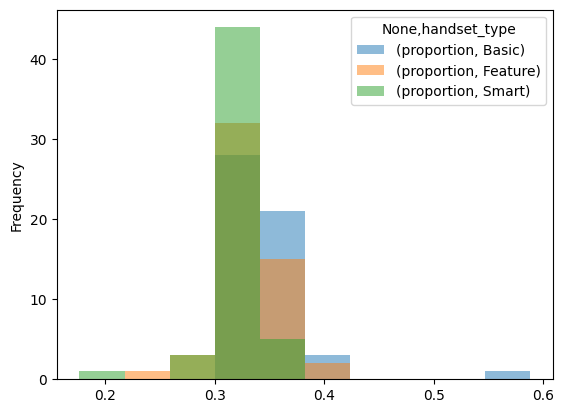 None,handset_type
(proportion, Basic)
(proportion, Feature)
(proportion, Smart)
Frequency
40
30
20
10
0
0.2 0.3 0.4 0.5 0.6